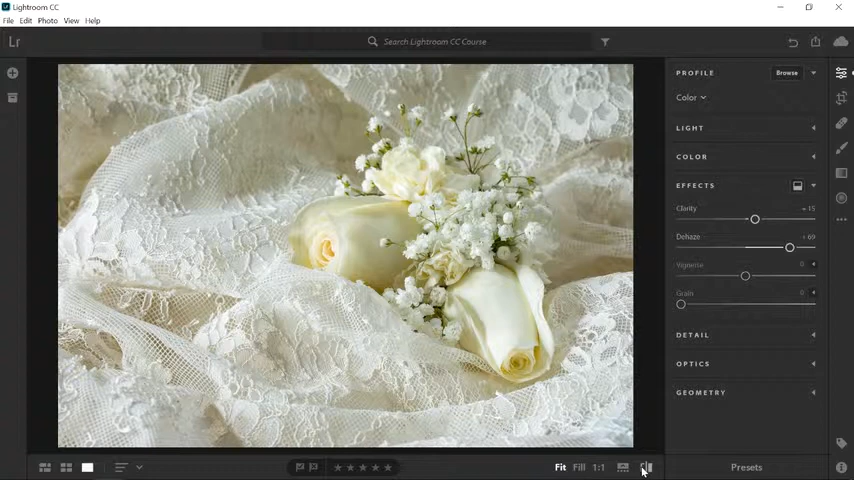 Lightroom CC
File Edit Photo View Help
Lr
Search Lightroom CC Course
PROFILE
Browse
Color
LIGHT
COLOR
EFFECTS
Clarity + 15
Dehaze + 69
Vignette 0
Grain 0
DETAIL
OPTICS
GEOMETRY
Fit Fill 1:1
Presets